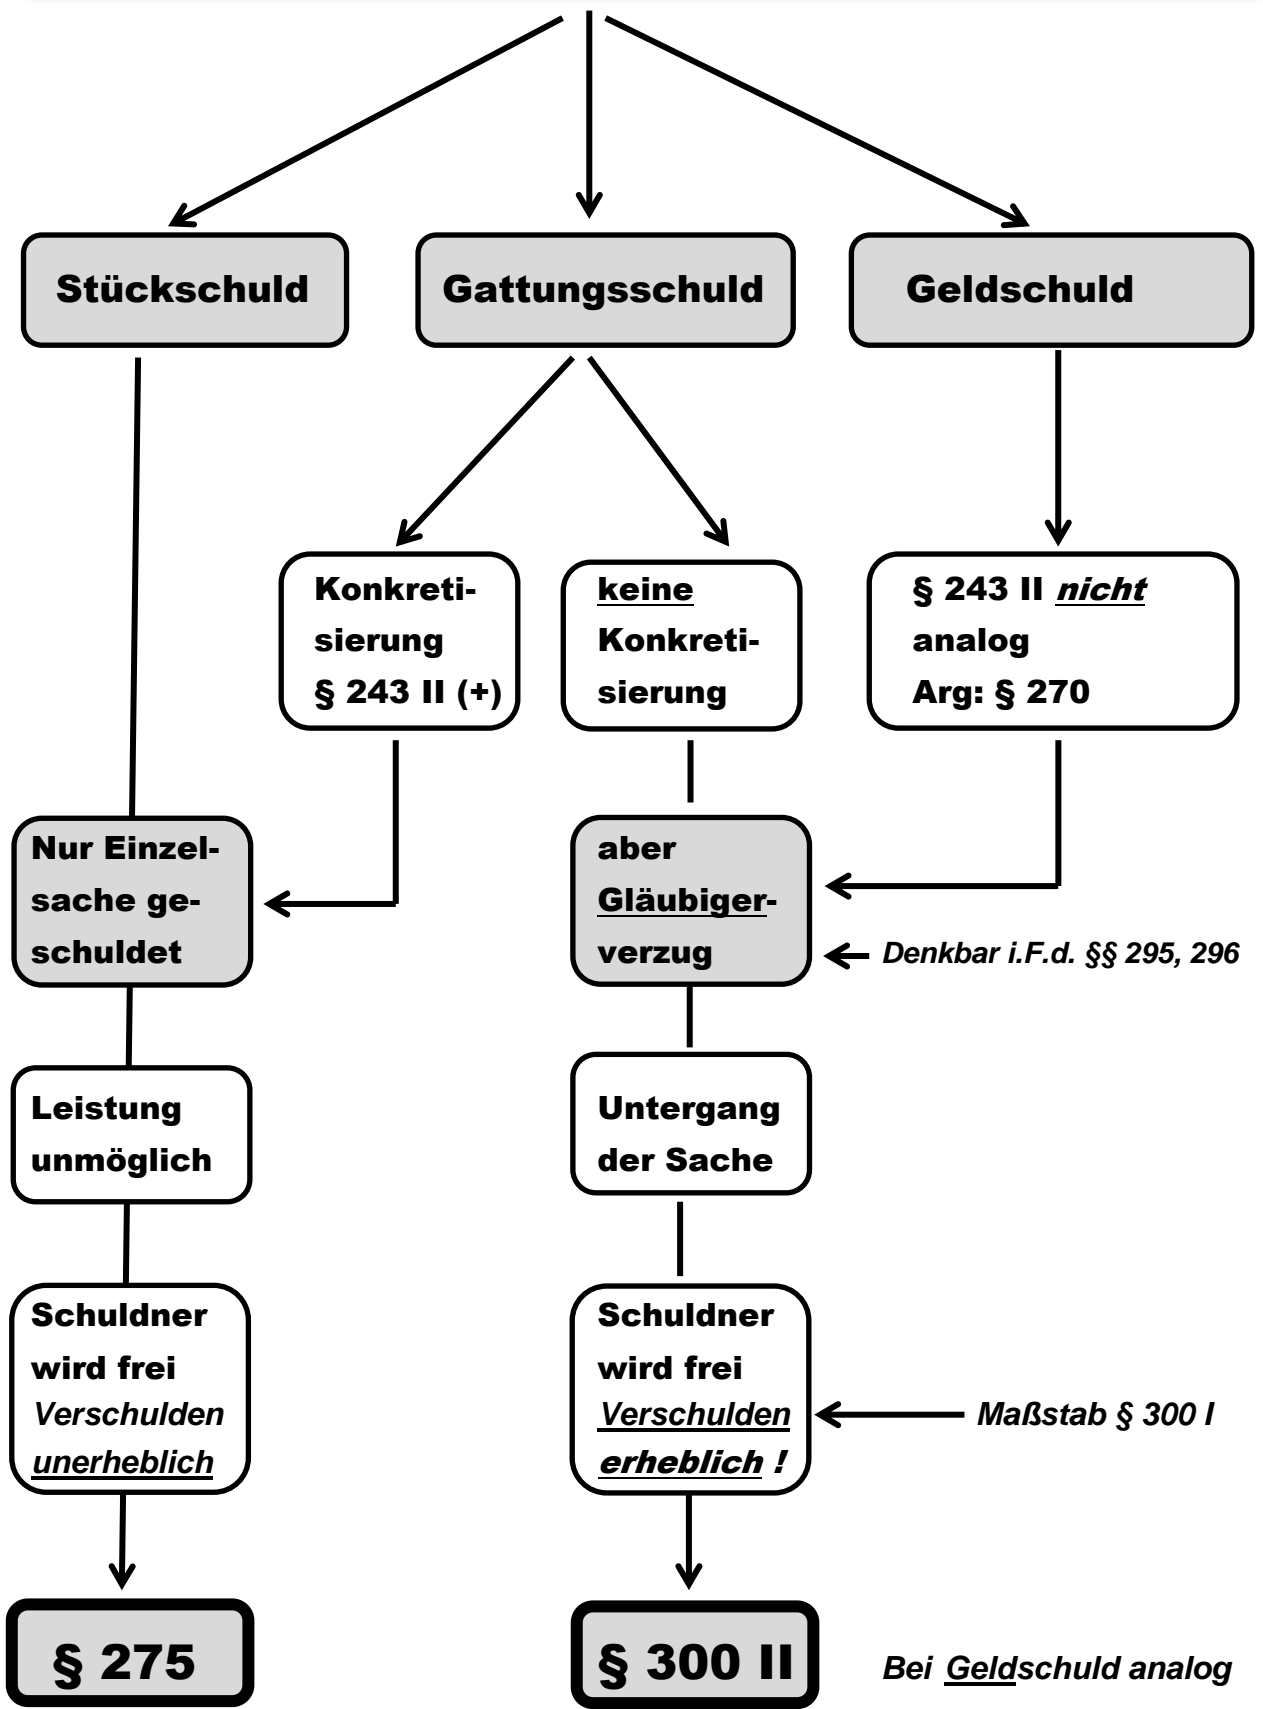 Stückschuld
Gattungsschuld
Geldschuld
Konkreti-
sierung
§ 243 II (+)
keine
Konkreti-
sierung
§ 243 II nicht
analog
Arg: § 270
Nur Einzel-
sache ge-
schuldet
aber
Gläubiger-
verzug
Denkbar i.F.d. §§ 295, 296
Leistung
unmöglich
Untergang
der Sache
Schuldner
wird frei
Verschulden
unerheblich
Schuldner
wird frei
Verschulden
erheblich !
Maßstab § 300 I
§ 275
§ 300 II
Bei Geldschuld analog